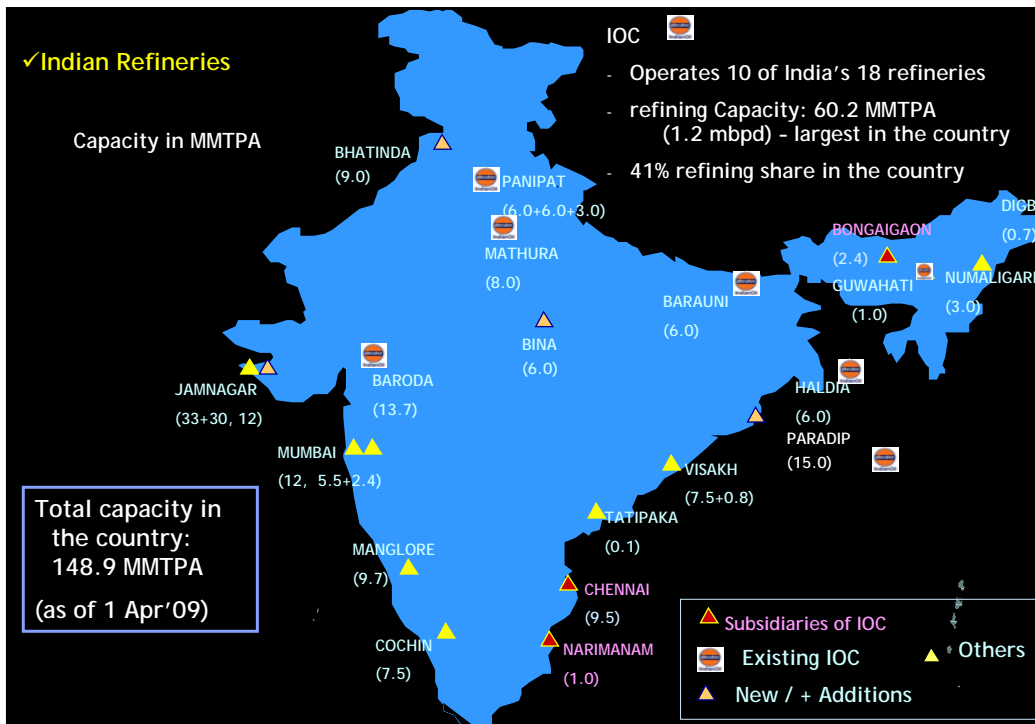 ✓Indian Refineries
Capacity in MMTPA
IOC
- Operates 10 of India's 18 refineries
- refining Capacity: 60.2 MMTPA
(1.2 mbpd) – largest in the country
- 41% refining share in the country
BHATINDA
(9.0)
PANIPAT
(6.0+6.0+3.0)
MATHURA
(8.0)
DIGB
(0.7)
BONGAIGAON
(2.4)
GUWAHATI
(1.0)
NUMALIGARH
(3.0)
BARAUNI
(6.0)
BINA
(6.0)
JAMNAGAR
(33+30, 12)
BARODA
(13.7)
HALDIA
(6.0)
PARADIP
(15.0)
MUMBAI
(12, 5.5+2.4)
VISAKH
(7.5+0.8)
TATIPAKA
(0.1)
Total capacity in
the country:
148.9 MMTPA
(as of 1 Apr'09)
MANGLORE
(9.7)
CHENNAI
(9.5)
COCHIN
(7.5)
NARIMANAM
(1.0)
Subsidiaries of IOC
Existing IOC
Others
New / + Additions